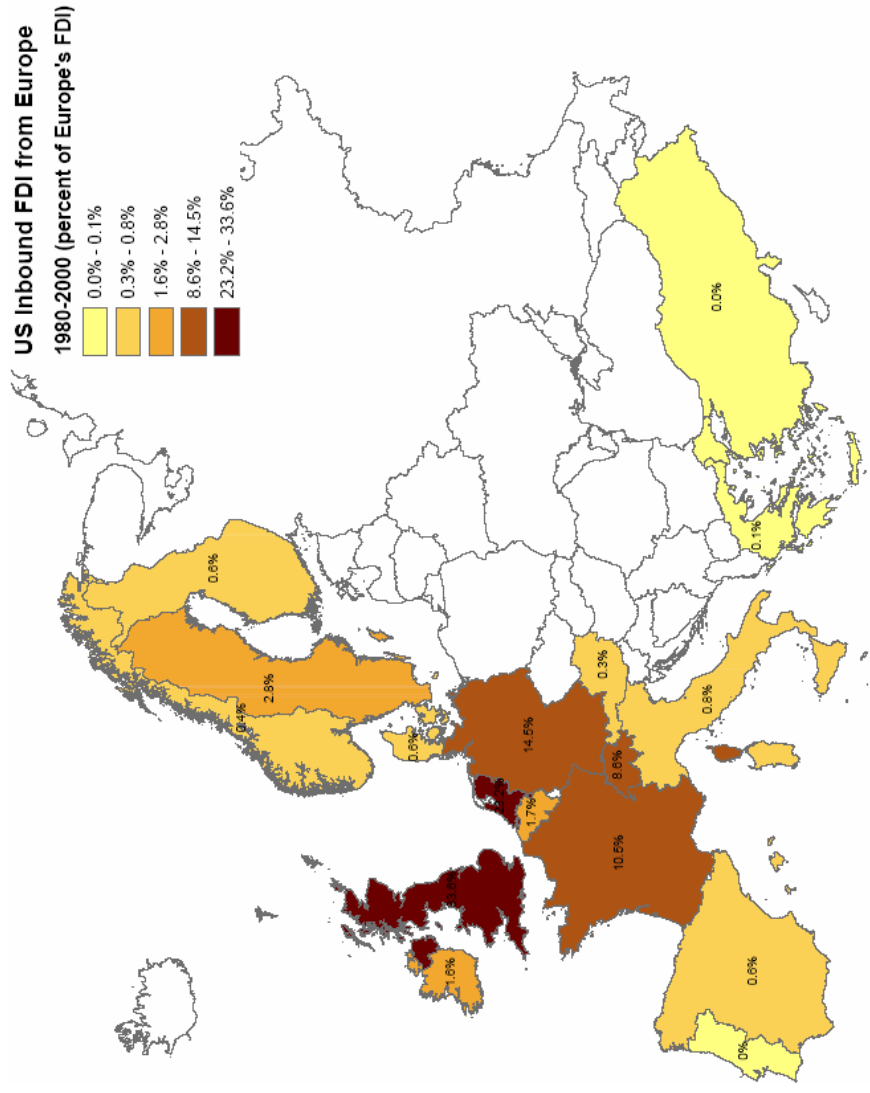 US Inbound FDI from Europe
1980-2000 (percent of Europe's FDI)
0.0% - 0.1%
0.3% - 0.8%
1.6% - 2.8%
8.6% - 14.5%
23.2% - 33.6%
0.6%
0.4%
2.8%
0.6%
1.6%
33.6%
14.5%
1.7%
0.3%
10.5%
8.6%
0.8%
0.0%
0%
0.6%
0.1%